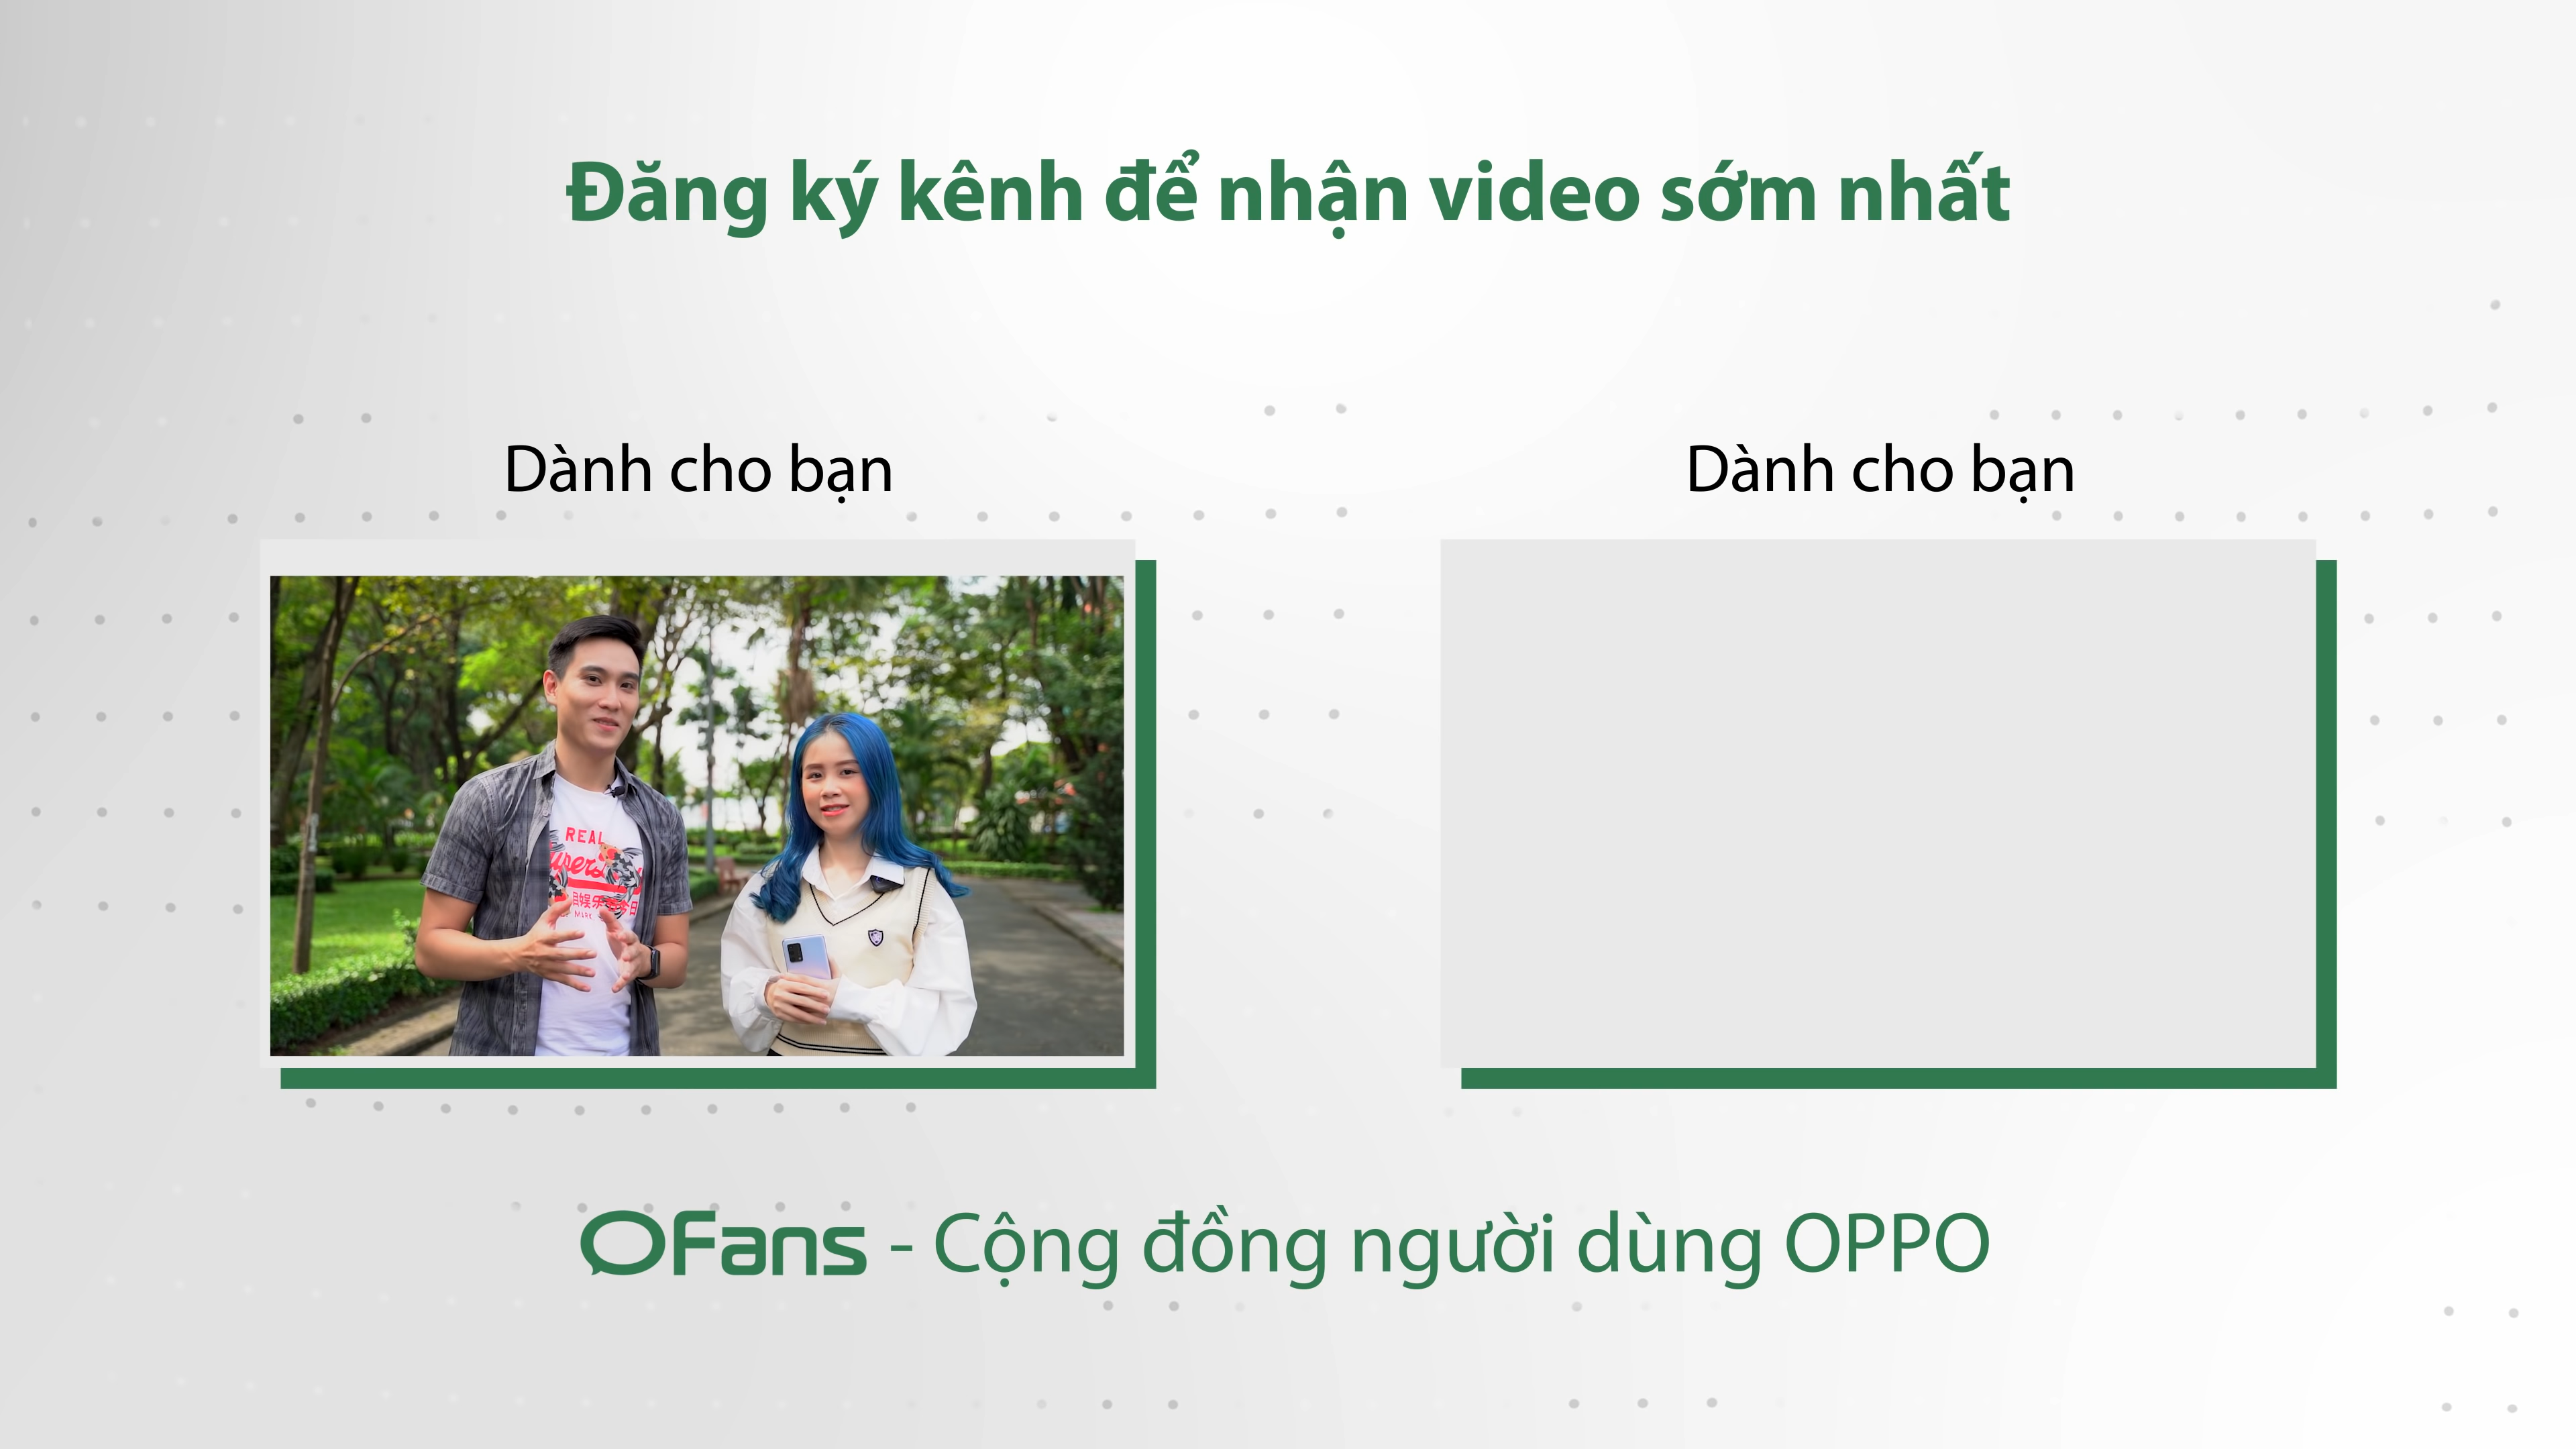 Đăng ký kênh để nhận video sớm nhất
Dành cho bạn
Dành cho bạn
REAL
OFans - Cộng đồng người dùng OPPO